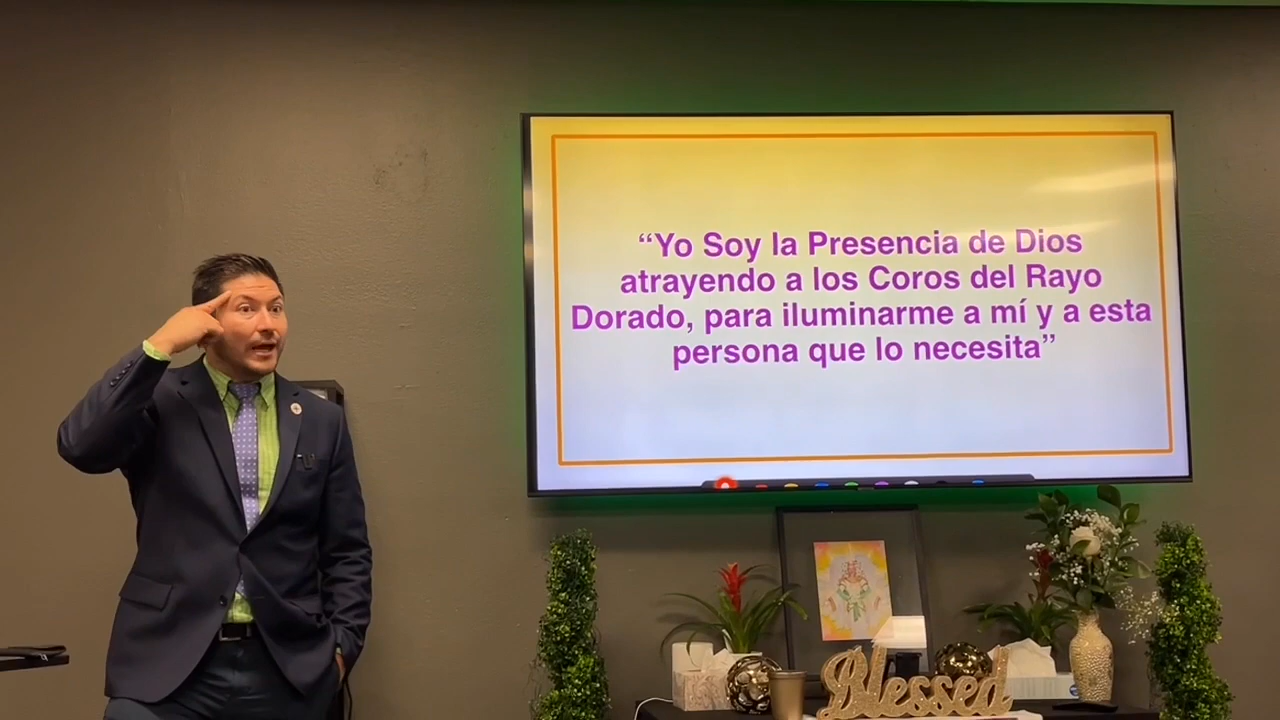 “Yo Soy la Presencia de Dios
atrayendo a los Coros del Rayo
Dorado, para iluminarme a mí y a esta
persona que lo necesita”
Blessed